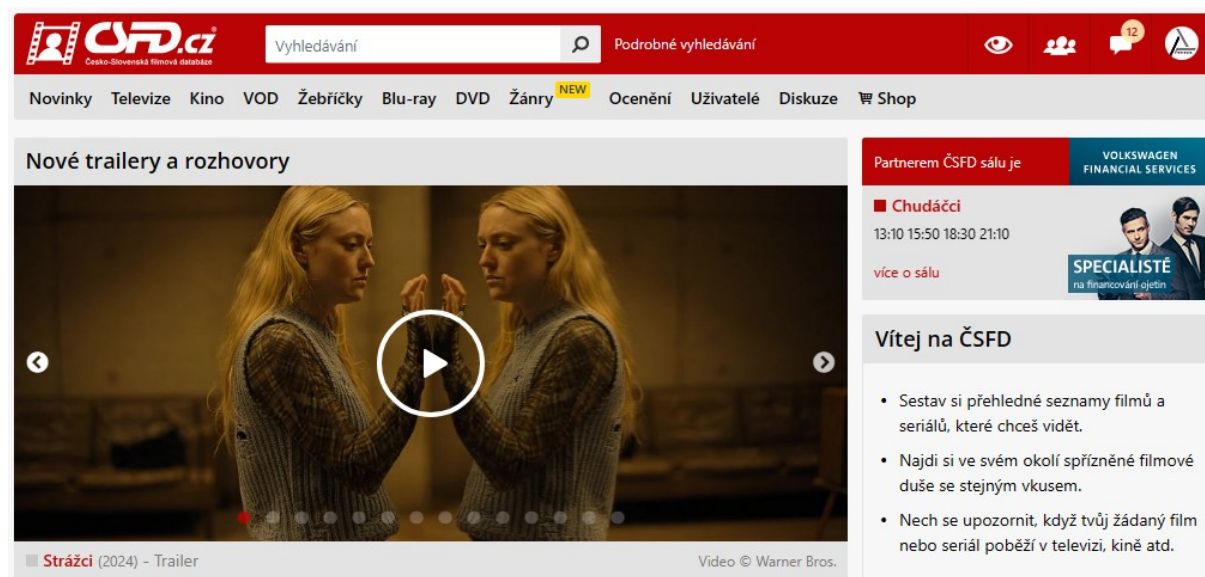 ČSFD.cz
Česko-Slovenská filmová databáze
Vyhledávání
Podrobné vyhledávání
12
Novinky Televize Kino VOD Žebříčky Blu-ray DVD Žánry NEW Ocenění Uživatelé Diskuze Shop
Nové trailery a rozhovory
Strážci (2024) - Trailer
Video © Warner Bros.
Partnerem ČSFD sálu je
VOLKSWAGEN
FINANCIAL SERVICES
Chudáčci
13:10 15:50 18:30 21:10
více o sálu
SPECIALISTÉ
na financování ojetin
Vítej na ČSFD
• Sestav si přehledné seznamy filmů a
seriálů, které chceš vidět.
• Najdi si ve svém okolí spřízněné filmové
duše se stejným vkusem.
• Nech se upozornit, když tvůj žádaný film
nebo seriál poběží v televizi, kině atd.